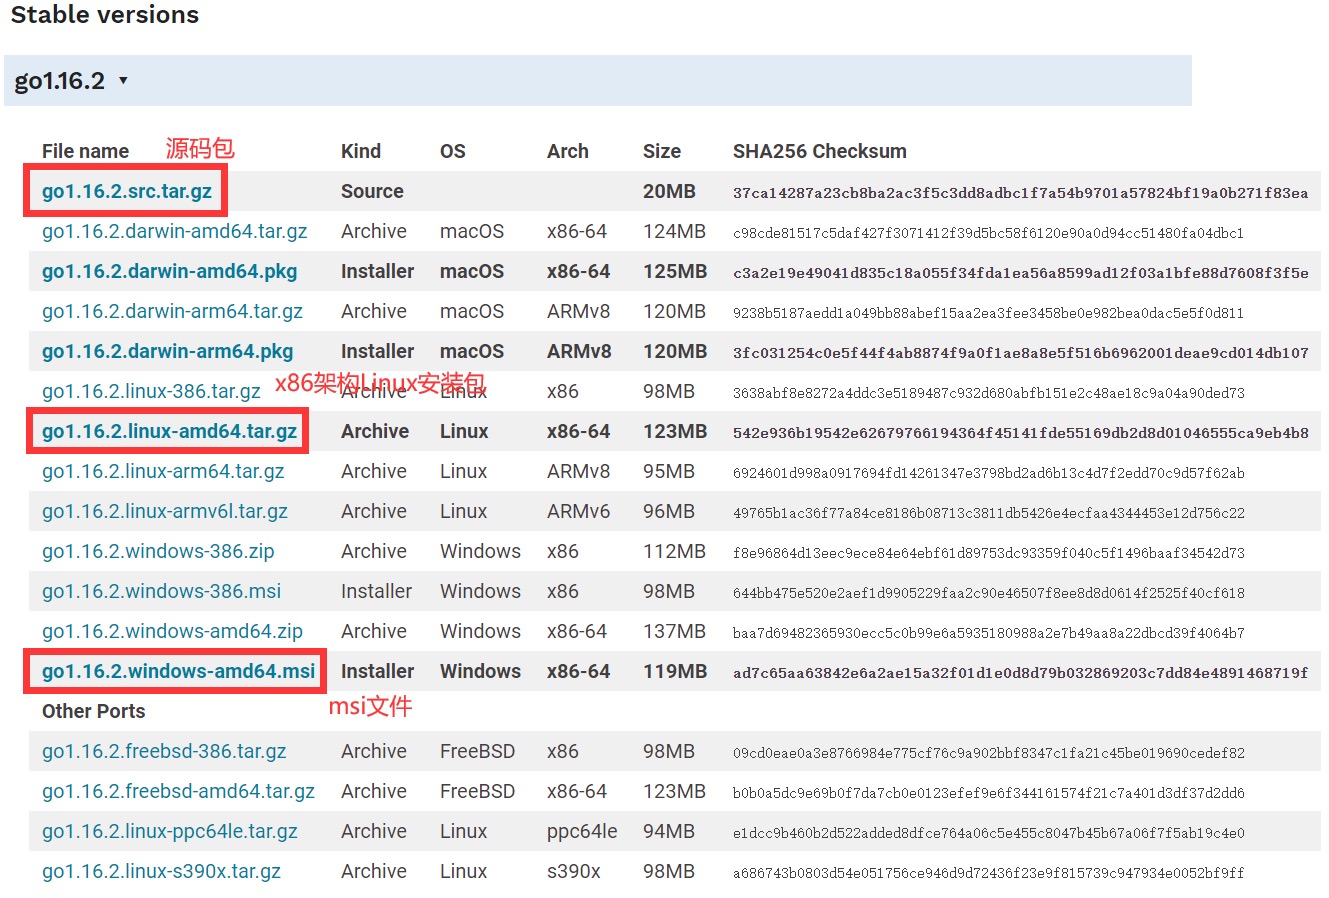 Stable versions
go1.16.2 ▾
源码包
File name Kind OS Arch Size SHA256 Checksum
go1.16.2.src.tar.gz Source 20MB 37ca14287a23cb8ba2ac3f5c3dd8adbc1f7a54b9701a57824bf19a0b271f83ea
go1.16.2.darwin-amd64.tar.gz Archive macOS x86-64 124MB c98cde81517c5daf427f3071412f39d5bc58f6120e90a0d94cc51480fa04dbc1
go1.16.2.darwin-amd64.pkg Installer macOS x86-64 125MB c3a2e19e49041d835c18a055f34fda1ea56a8599ad12f03a1bfe88d7608f3f5e
go1.16.2.darwin-arm64.tar.gz Archive macOS ARMv8 120MB 9238b5187aedd1a049bb88abef15aa2ea3fee3458be0e982bea0dac5e5f0d811
go1.16.2.darwin-arm64.pkg Installer macOS ARMv8 120MB 3fc031254c0e5f44f4ab8874f9a0f1ae8a8e5f516b6962001deae9cd014db107
x86架构Linux安装包
go1.16.2.linux-386.tar.gz Archive Linux x86 98MB 3638abf8e8272a4ddc3e5189487c932d680abfb151e2c48ae18c9a04a90ded73
go1.16.2.linux-amd64.tar.gz Archive Linux x86-64 123MB 542e936b19542e62679766194364f45141fde55169db2d8d01046555ca9eb4b8
go1.16.2.linux-arm64.tar.gz Archive Linux ARMv8 95MB 6924601d998a0917694fd14261347e3798bd2ad6b13c4d7f2edd70c9d57f62ab
go1.16.2.linux-armv6l.tar.gz Archive Linux ARMv6 96MB 49765b1ac36f77a84ce8186b08713c3811db5426e4ecfaa4344453e12d756c22
go1.16.2.windows-386.zip Archive Windows x86 112MB f8e96864d13eec9ece84e64ebf61d89753dc93359f040c5f1496baaf34542d73
go1.16.2.windows-386.msi Installer Windows x86 98MB 644bb475e520e2aef1d9905229faa2c90e46507f8ee8d8d0614f2525f40cf618
go1.16.2.windows-amd64.zip Archive Windows x86-64 137MB baa7d69482365930ecc5c0b99e6a5935180988a2e7b49aa8a22dbcd39f4064b7
go1.16.2.windows-amd64.msi Installer Windows x86-64 119MB ad7c65aa63842e6a2ae15a32f01d1e0d8d79b032869203c7dd84e4891468719f
msi文件
Other Ports
go1.16.2.freebsd-386.tar.gz Archive FreeBSD x86 98MB 09cd0eae0a3e8766984e775cf76c9a902bbf8347c1fa21c45be019690cedef82
go1.16.2.freebsd-amd64.tar.gz Archive FreeBSD x86-64 123MB b0b0a5dc9e69b0f7da7cb0e0123efef9e6f344161574f21c7a401d3df37d2dd6
go1.16.2.linux-ppc64le.tar.gz Archive Linux ppc64le 94MB e1dcc9b460b2d522added8dfce764a06c5e455c8047b45b67a06f7f5ab19c4e0
go1.16.2.linux-s390x.tar.gz Archive Linux s390x 98MB a686743b0803d54e051756ce946d9d72436f23e9f815739c947934e0052bf9ff